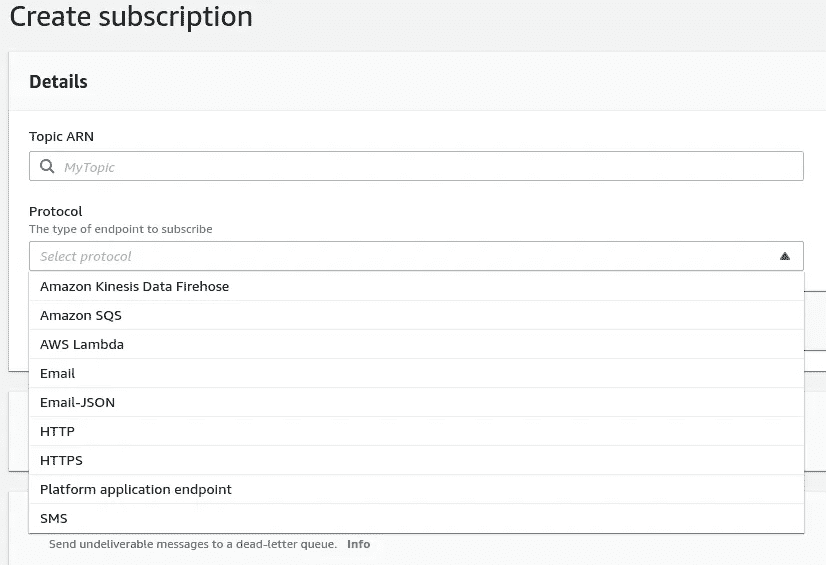 Create subscription
Details
Topic ARN
MyTopic
Protocol
The type of endpoint to subscribe
Select protocol
Amazon Kinesis Data Firehose
Amazon SQS
AWS Lambda
Email
Email-JSON
HTTP
HTTPS
Platform application endpoint
SMS
Send undeliverable messages to a dead-letter queue. Info